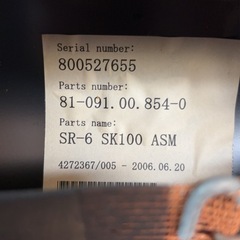 Serial number:
800527655
Parts number:
81-091.00.854-0
Parts name:
SR-6 SK100 ASM
4272367/005 - 2006.06.20